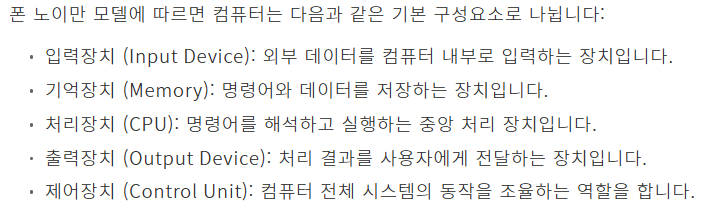 폰 노이만 모델에 따르면 컴퓨터는 다음과 같은 기본 구성요소로 나뉩니다:
• 입력장치 (Input Device): 외부 데이터를 컴퓨터 내부로 입력하는 장치입니다.
• 기억장치 (Memory): 명령어와 데이터를 저장하는 장치입니다.
• 처리장치 (CPU): 명령어를 해석하고 실행하는 중앙 처리 장치입니다.
• 출력장치 (Output Device): 처리 결과를 사용자에게 전달하는 장치입니다.
• 제어장치 (Control Unit): 컴퓨터 전체 시스템의 동작을 조율하는 역할을 합니다.